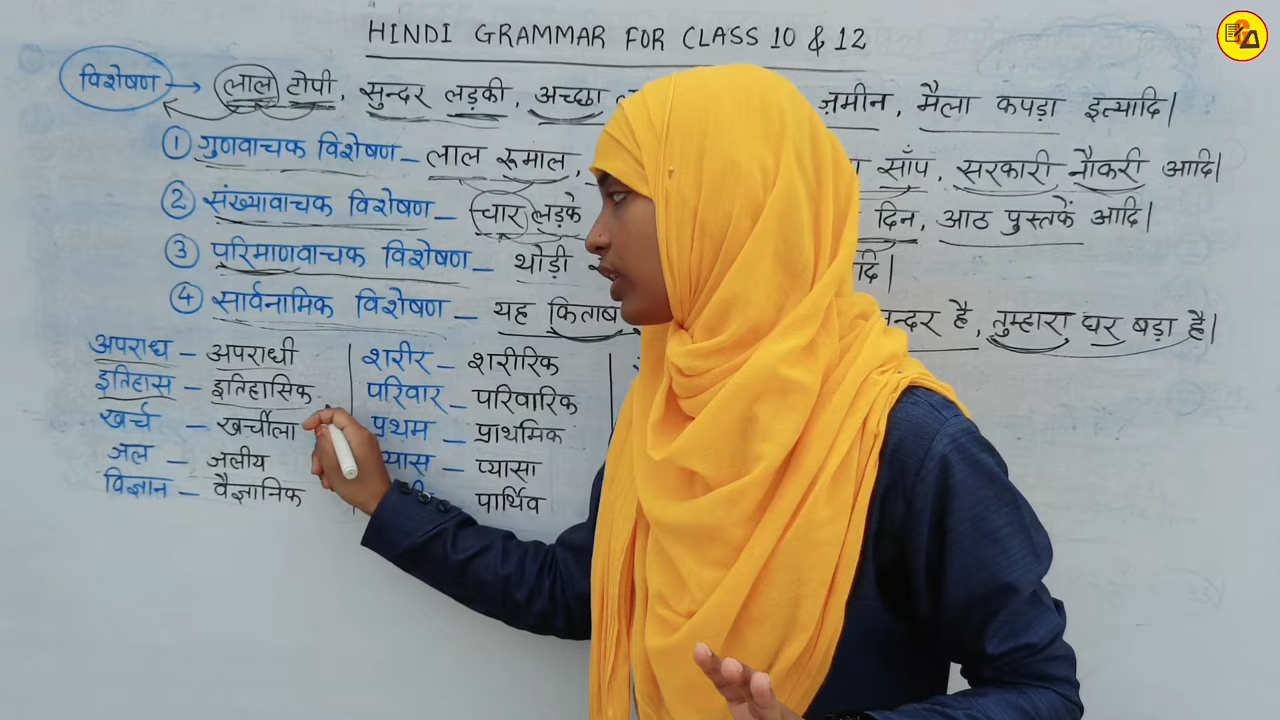 HINDI GRAMMAR FOR CLASS 10 & 12
विशेषण → लाल टोपी, सुन्दर लड़की, अच्छा ज़मीन, मैला कपड़ा इत्यादि।
① गुणवाचक विशेषण – लाल रूमाल, साँप, सरकारी नौकरी आदि।
② संख्यावाचक विशेषण – चार लड़के दिन, आठ पुस्तकें आदि।
③ परिमाणवाचक विशेषण – थोड़ी
④ सार्वनामिक विशेषण – यह किताब है, तुम्हारा घर बड़ा है।
अपराध – अपराधी शरीर – शरीरिक
इतिहास – इतिहासिक परिवार – परिवारिक
खर्च – खर्चीला प्रथम – प्राथमिक
जल – जलीय – प्यासा
विज्ञान – वैज्ञानिक पार्थिव